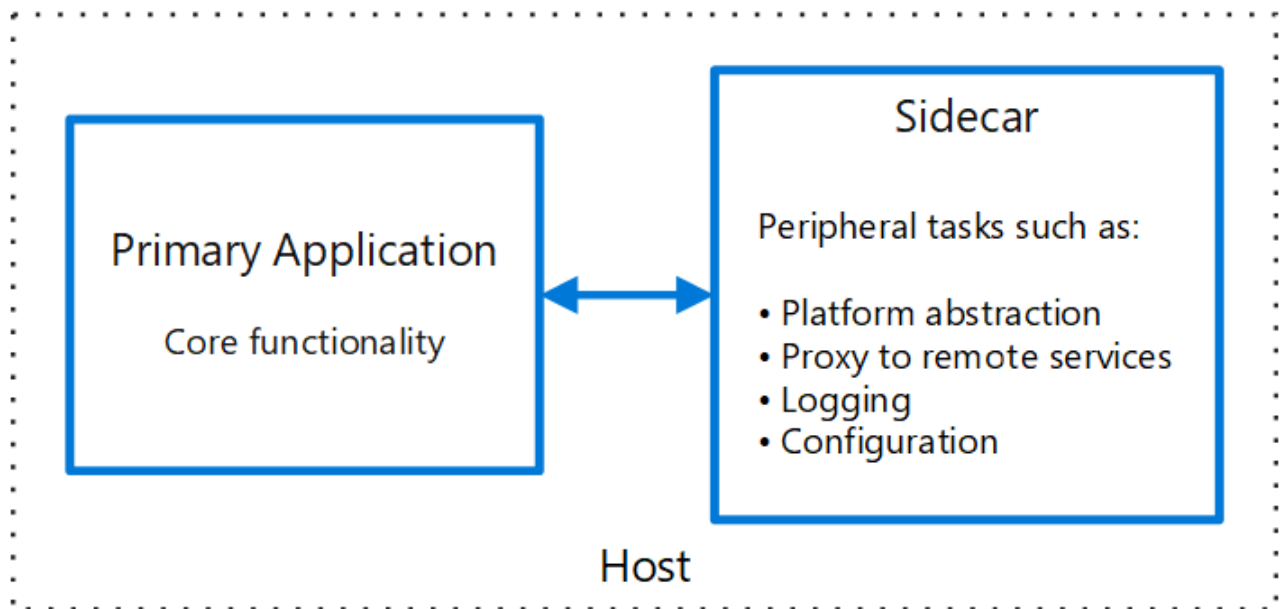 Primary Application
Core functionality
Sidecar
Peripheral tasks such as:
• Platform abstraction
• Proxy to remote services
• Logging
• Configuration
Host